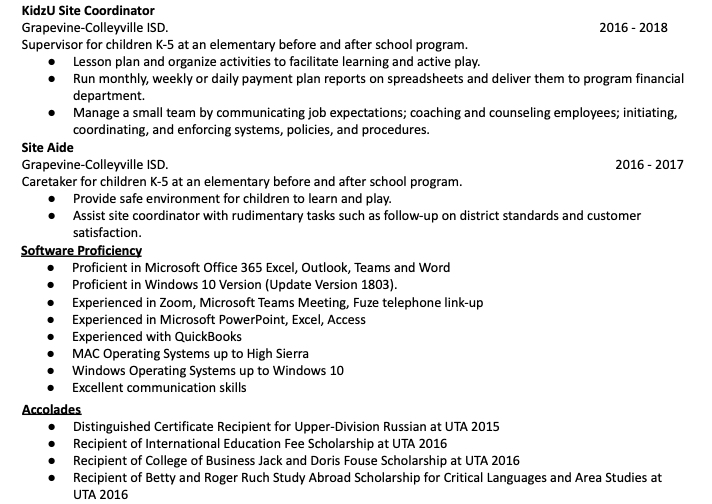 KidzU Site Coordinator
Grapevine-Colleyville ISD. 2016 - 2018
Supervisor for children K-5 at an elementary before and after school program.
● Lesson plan and organize activities to facilitate learning and active play.
● Run monthly, weekly or daily payment plan reports on spreadsheets and deliver them to program financial
department.
● Manage a small team by communicating job expectations; coaching and counseling employees; initiating,
coordinating, and enforcing systems, policies, and procedures.
Site Aide
Grapevine-Colleyville ISD. 2016 - 2017
Caretaker for children K-5 at an elementary before and after school program.
● Provide safe environment for children to learn and play.
● Assist site coordinator with rudimentary tasks such as follow-up on district standards and customer
satisfaction.
Software Proficiency
● Proficient in Microsoft Office 365 Excel, Outlook, Teams and Word
● Proficient in Windows 10 Version (Update Version 1803).
● Experienced in Zoom, Microsoft Teams Meeting, Fuze telephone link-up
● Experienced in Microsoft PowerPoint, Excel, Access
● Experienced with QuickBooks
● MAC Operating Systems up to High Sierra
● Windows Operating Systems up to Windows 10
● Excellent communication skills
Accolades
● Distinguished Certificate Recipient for Upper-Division Russian at UTA 2015
● Recipient of International Education Fee Scholarship at UTA 2016
● Recipient of College of Business Jack and Doris Fouse Scholarship at UTA 2016
● Recipient of Betty and Roger Ruch Study Abroad Scholarship for Critical Languages and Area Studies at
UTA 2016